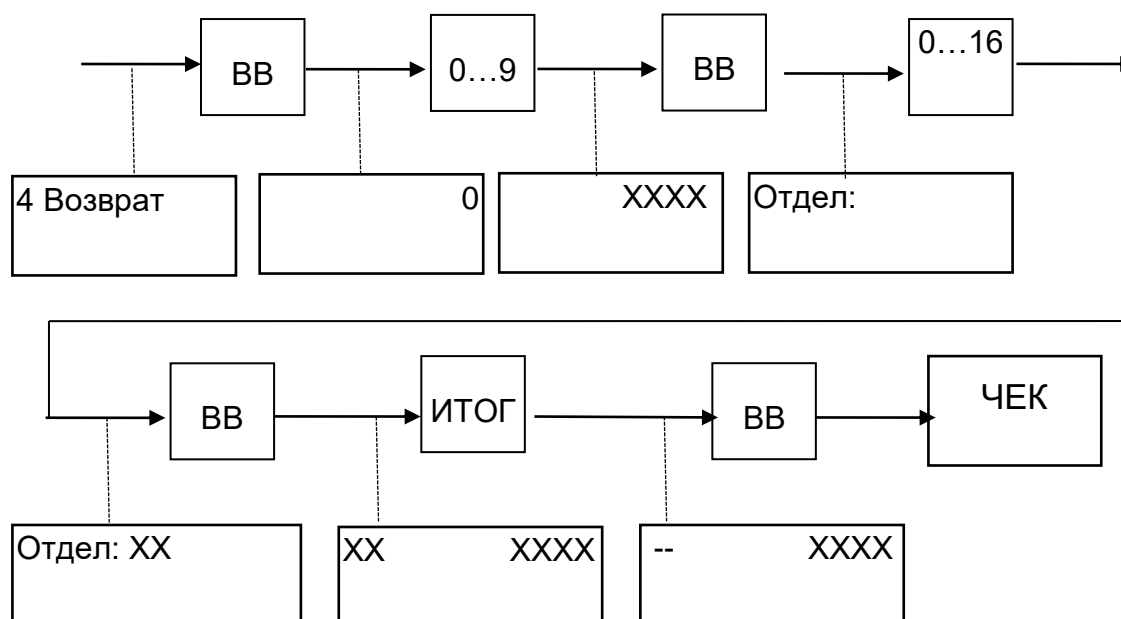 ВВ
0…9
ВВ
0…16
4 Возврат
0
XXXX
Отдел:
ВВ
ИТОГ
ВВ
ЧЕК
Отдел: XX
XX XXXX
-- XXXX